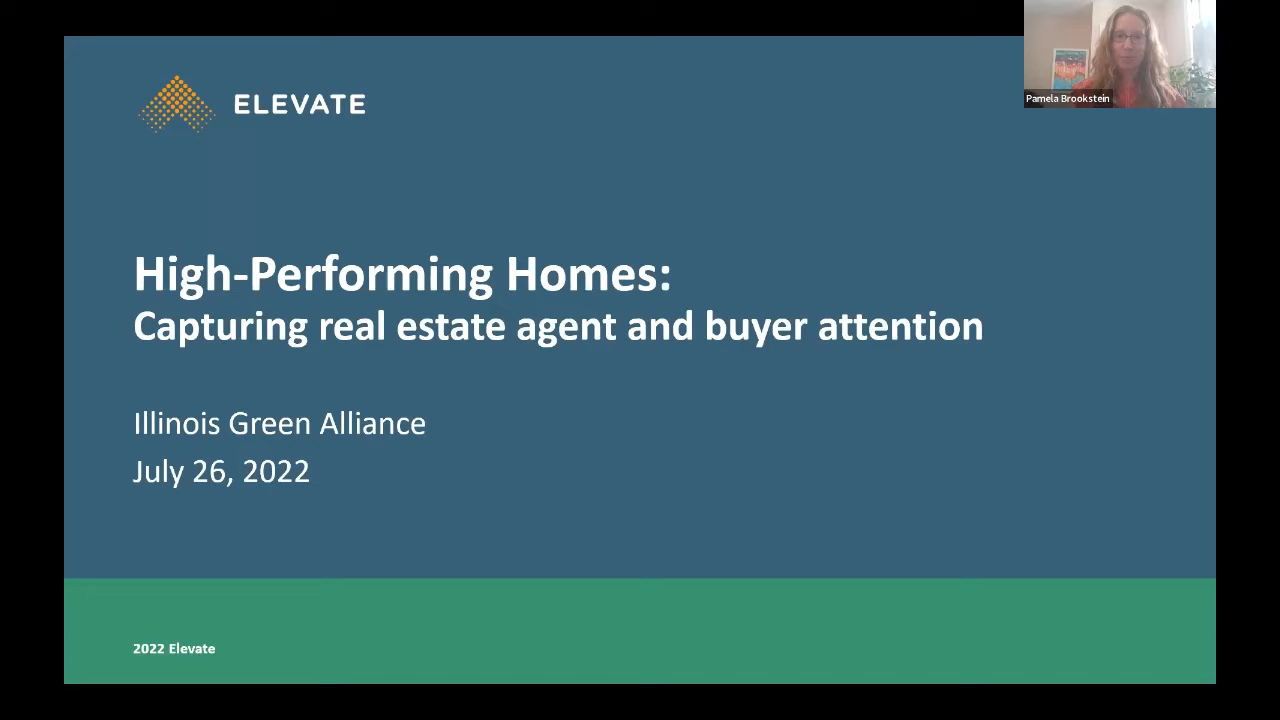 ELEVATE
Pamela Brookstein
High-Performing Homes:
Capturing real estate agent and buyer attention
Illinois Green Alliance
July 26, 2022
2022 Elevate